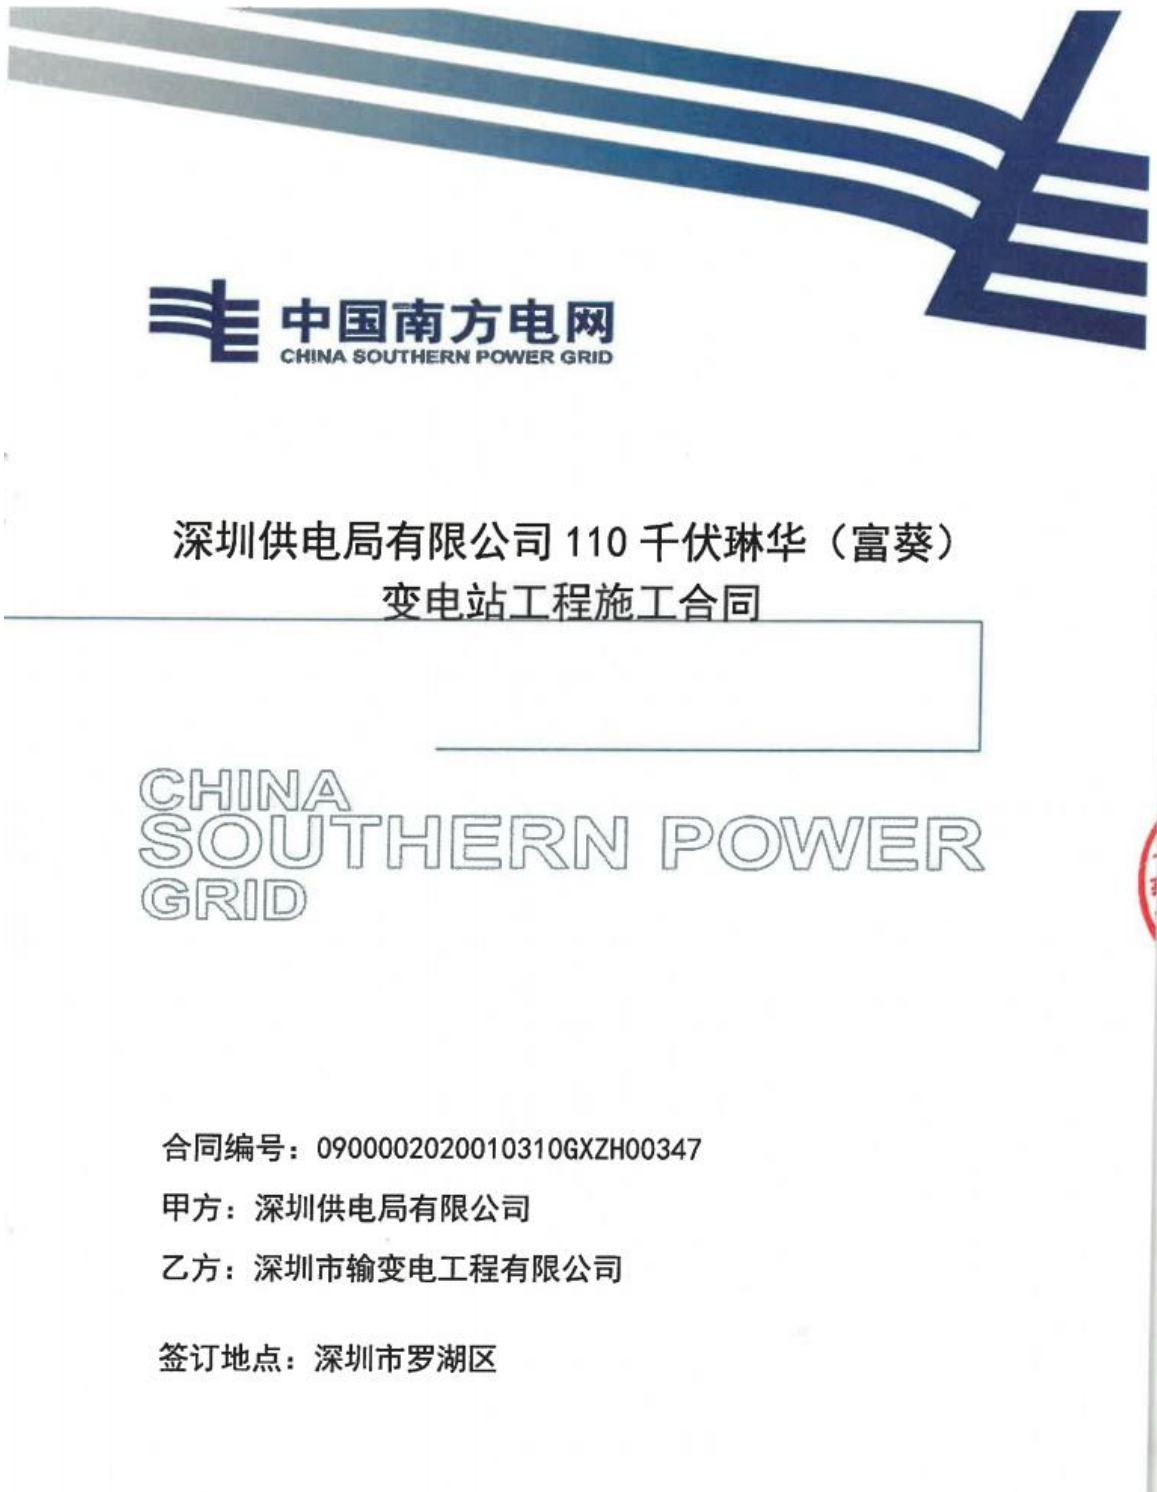 中国南方电网
CHINA SOUTHERN POWER GRID
深圳供电局有限公司 110 千伏琳华（富葵）
变电站工程施工合同
CHINA
SOUTHERN POWER
GRID
合同编号：0900002020010310GXZH00347
甲方：深圳供电局有限公司
乙方：深圳市输变电工程有限公司
签订地点：深圳市罗湖区